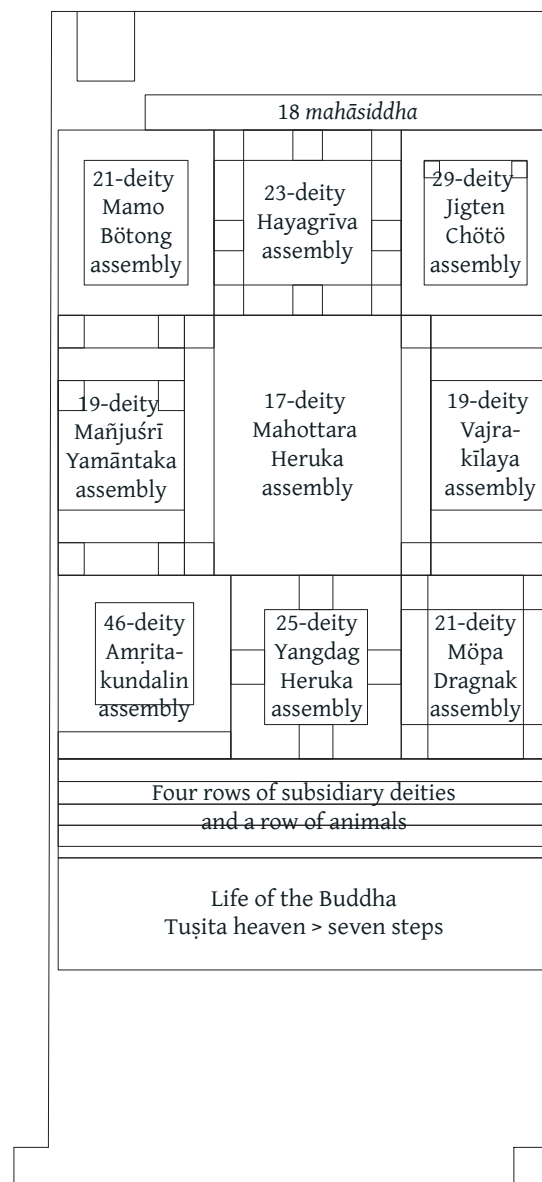 18 mahāsiddha
21-deity
Mamo
Bötong
assembly
23-deity
Hayagrīva
assembly
29-deity
Jigten
Chötö
assembly
19-deity
Mañjuśrī
Yamāntaka
assembly
17-deity
Mahottara
Heruka
assembly
19-deity
Vajra-
kīlaya
assembly
46-deity
Amṛita-
kundalin
assembly
25-deity
Yangdag
Heruka
assembly
21-deity
Möpa
Dragnak
assembly
Four rows of subsidiary deities
and a row of animals
Life of the Buddha
Tuṣita heaven > seven steps